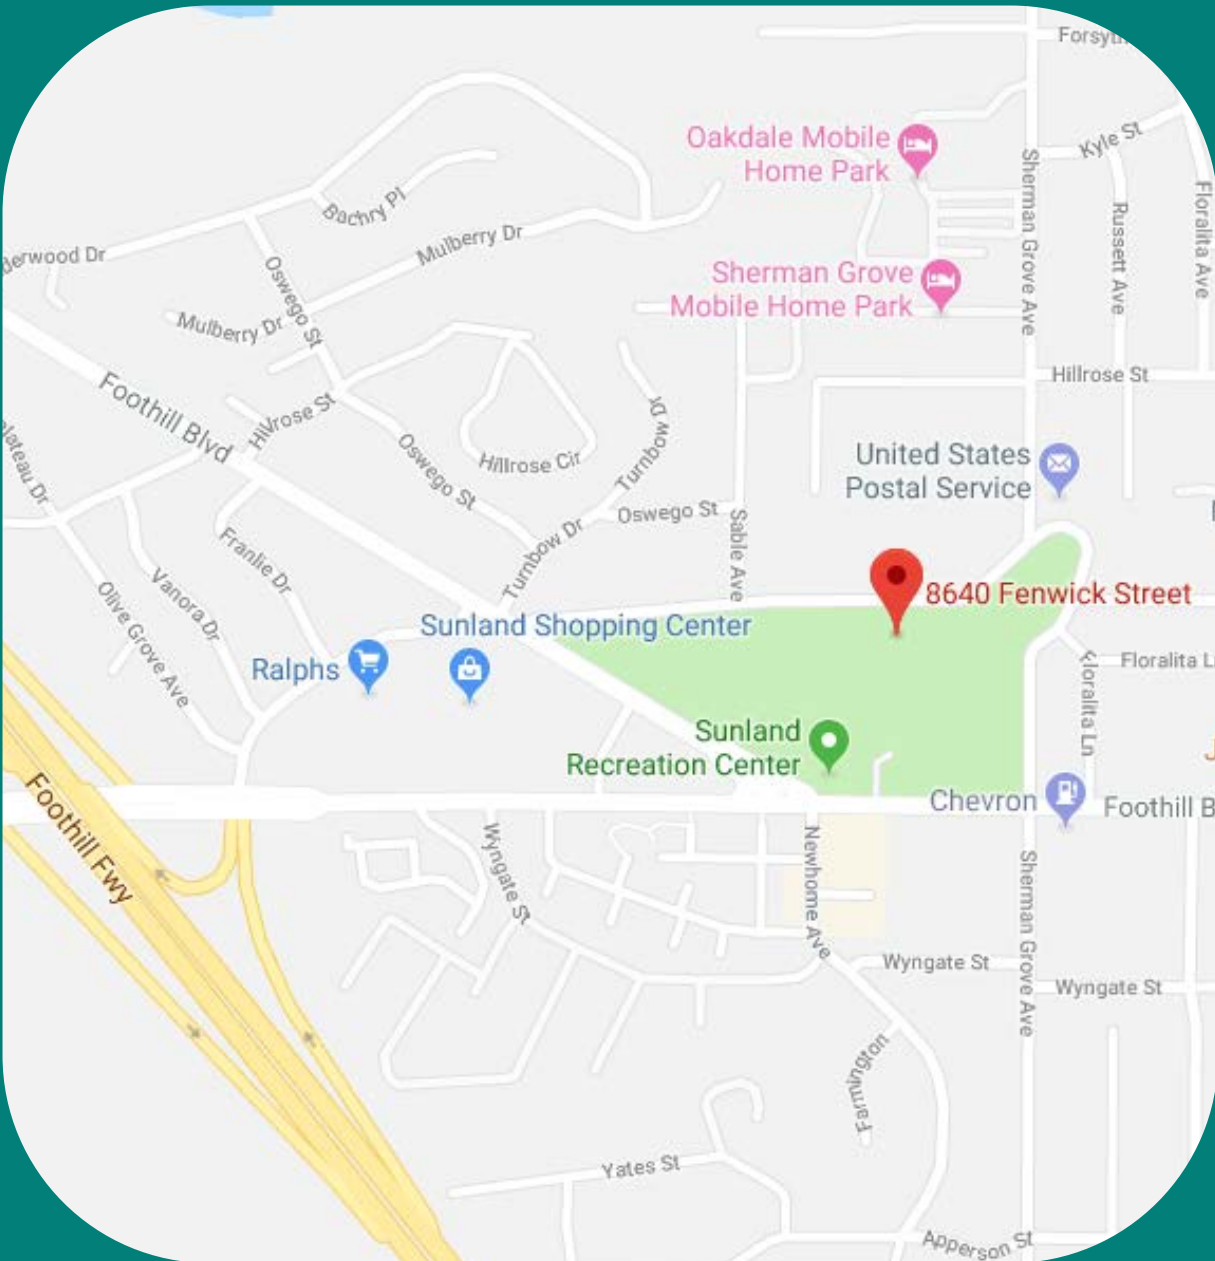 Forsyth
Kyle St
Oakdale Mobile
Home Park
Sherman Grove Ave
Russett Ave
Floralita Ave
Bachry Pl
Mulberry Dr
derwood Dr
Oswego St
Sherman Grove
Mobile Home Park
Mulberry Dr
Hillrose St
Foothill Blvd
Hillrose St
Turnbow Dr
Oswego St
Hillrose Cir
United States
Postal Service
lateau Dr
Oswego St
Sable Ave
Turnbow Dr
Franlie Dr
Vanora Dr
Olive Grove Ave
8640 Fenwick Street
Sunland Shopping Center
Ralphs
Floralita L
Floralita Ln
Sunland
Recreation Center
J
Foothill Fwy
Chevron
Foothill B
Wyngate St
Newhome Ave
Sherman Grove Ave
Wyngate St
Wyngate St
Farmington
Yates St
Apperson St